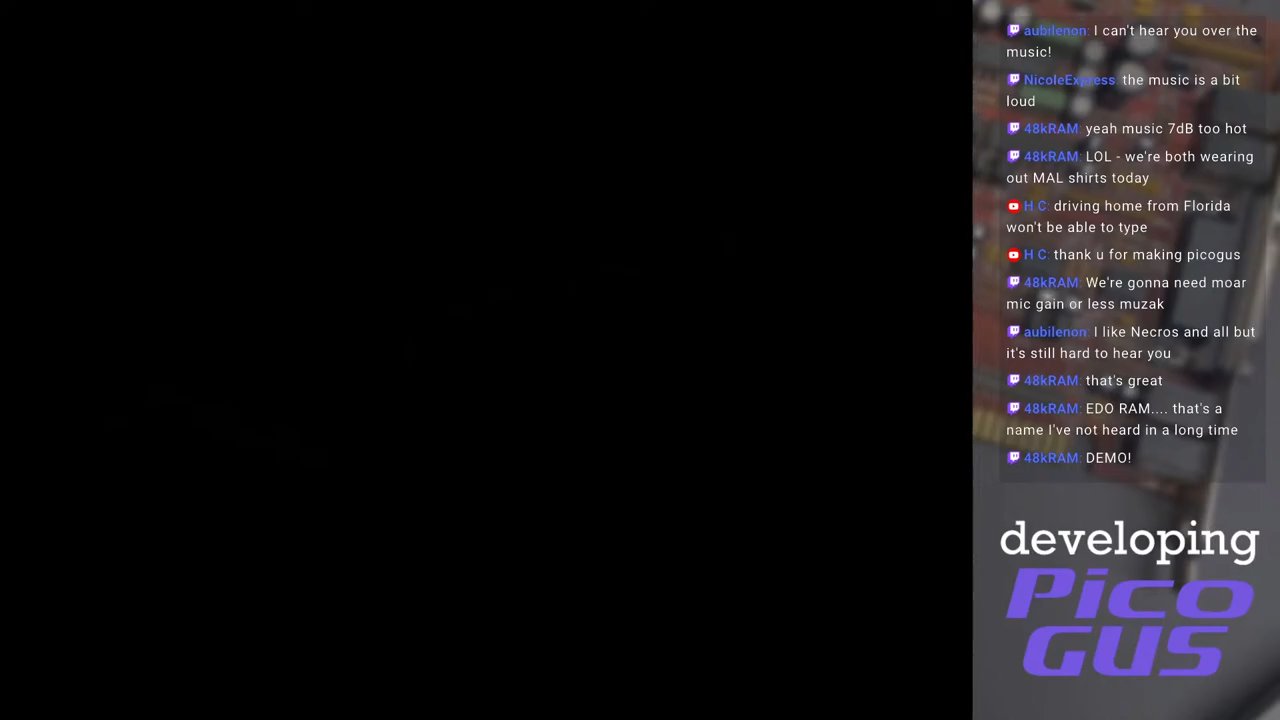 aubilenon: I can't hear you over the
music!
NicoleExpress: the music is a bit
loud
48kRAM: yeah music 7dB too hot
48kRAM: LOL - we're both wearing
out MAL shirts today
H C: driving home from Florida
won't be able to type
H C: thank u for making picogus
48kRAM: We're gonna need moar
mic gain or less muzak
aubilenon: I like Necros and all but
it's still hard to hear you
48kRAM: that's great
48kRAM: EDO RAM.... that's a
name I've not heard in a long time
48kRAM: DEMO!
developing
PicoGUS